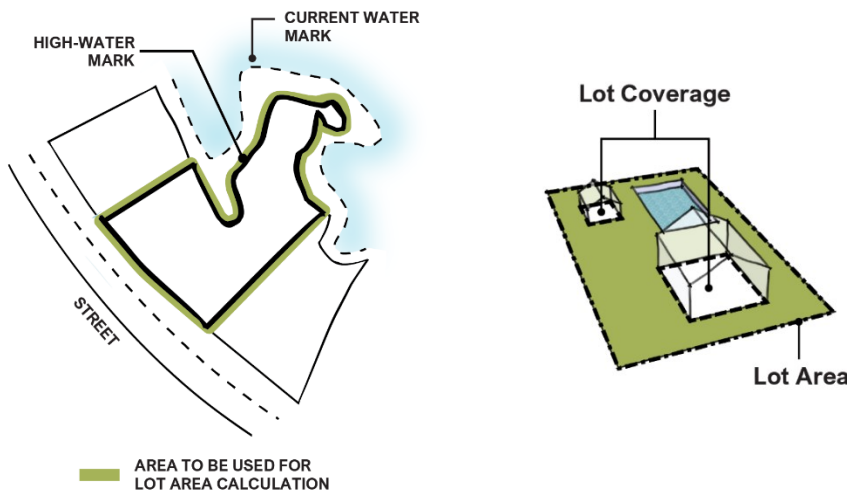 CURRENT WATER
MARK
HIGH-WATER
MARK
STREET
AREA TO BE USED FOR
LOT AREA CALCULATION
Lot Coverage
Lot Area